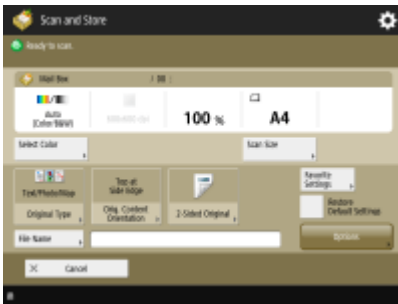 Scan and Store
Ready to scan.
Mail Box / 00 :
Auto
(Color/B&W)
100 %
A4
Select Color
Scan Size
Text/Photo/Map
Original Type
Top at
Side Edge
Orig. Content
Orientation
2-Sided Original
Favorite
Settings
Restore
Default Settings
File Name
Options
Cancel